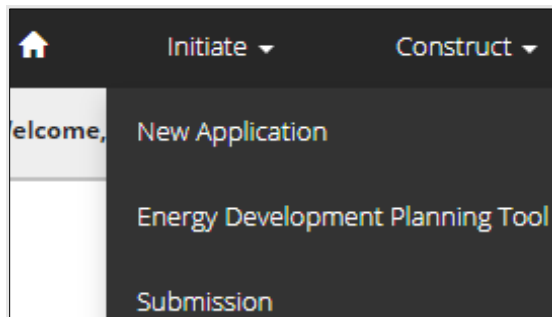 Initiate Construct
elcome, New Application
Energy Development Planning Tool
Submission